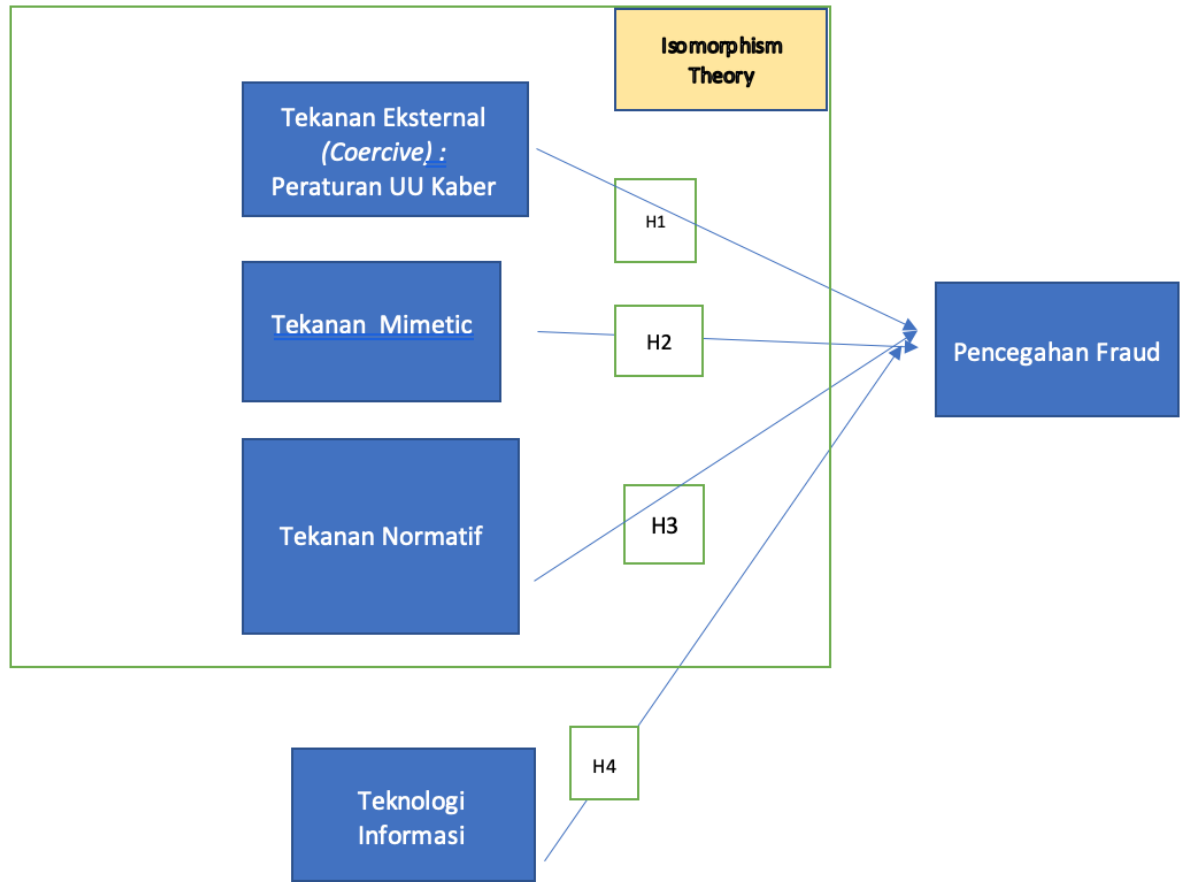 Isomorphism
Theory
Tekanan Eksternal
(Coercive) :
Peraturan UU Kaber
H1
Tekanan Mimetic
H2
Pencegahan Fraud
Tekanan Normatif
H3
H4
Teknologi
Informasi